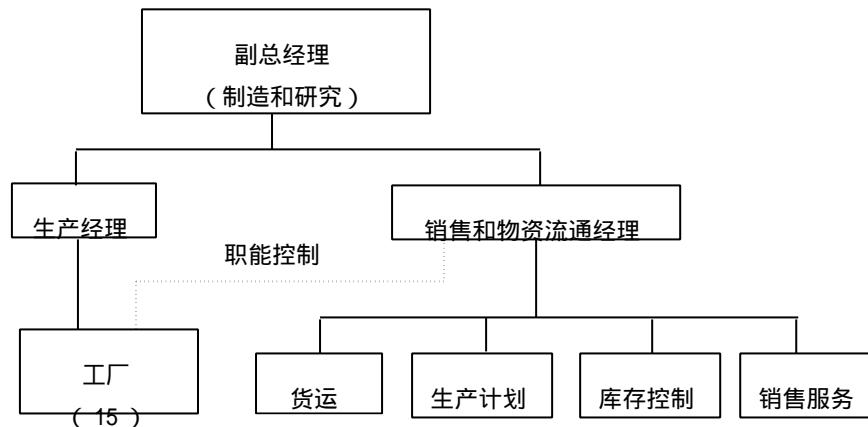 副总经理
（制造和研究）
生产经理
销售和物资流通经理
职能控制
工厂
（15）
货运
生产计划
库存控制
销售服务